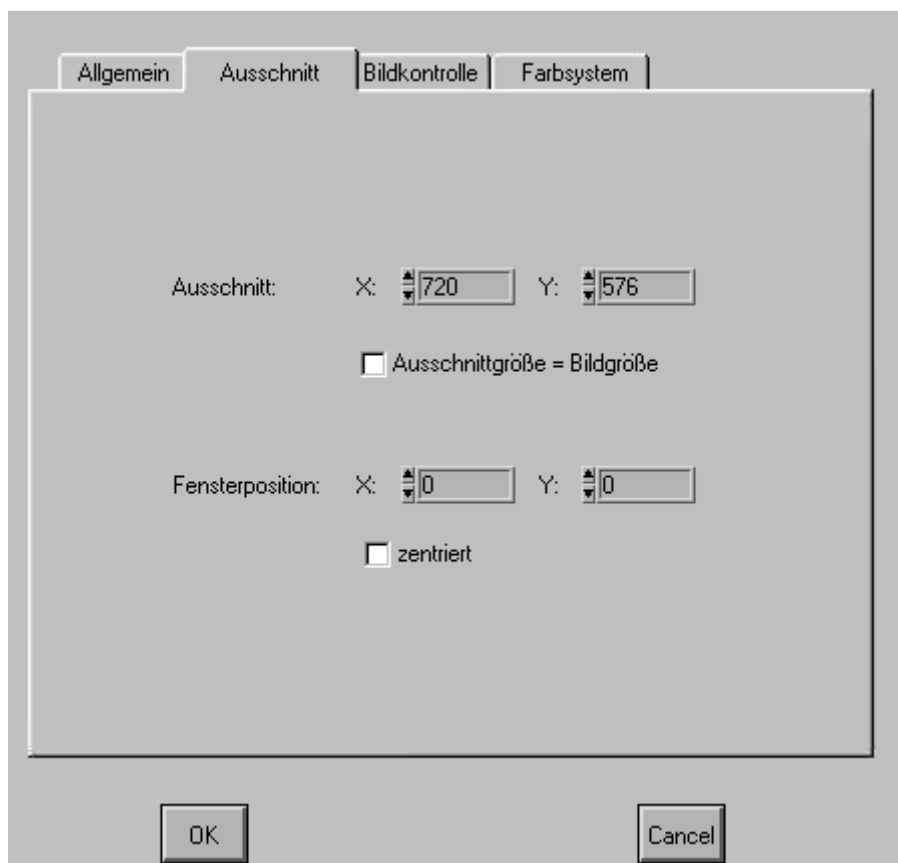 Allgemein Ausschnitt Bildkontrolle Farbsystem
Ausschnitt: X: 720 Y: 576
Ausschnittgröße = Bildgröße
Fensterposition: X: 0 Y: 0
zentriert
OK Cancel